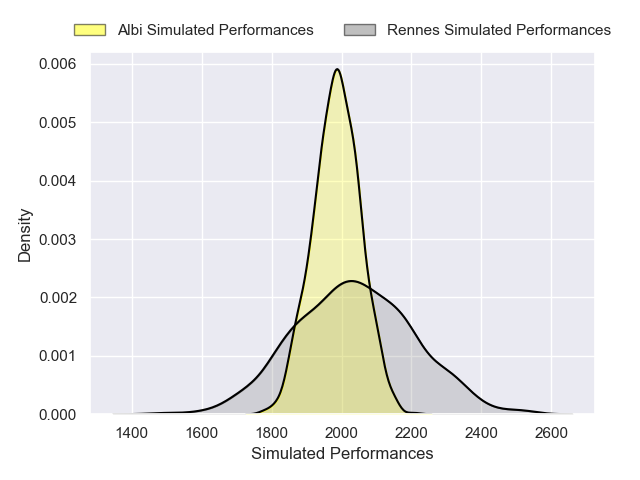 Albi Simulated Performances Rennes Simulated Performances
0.006
0.005
0.004
0.003
0.002
0.001
0.000
Density
1400 1600 1800 2000 2200 2400 2600
Simulated Performances